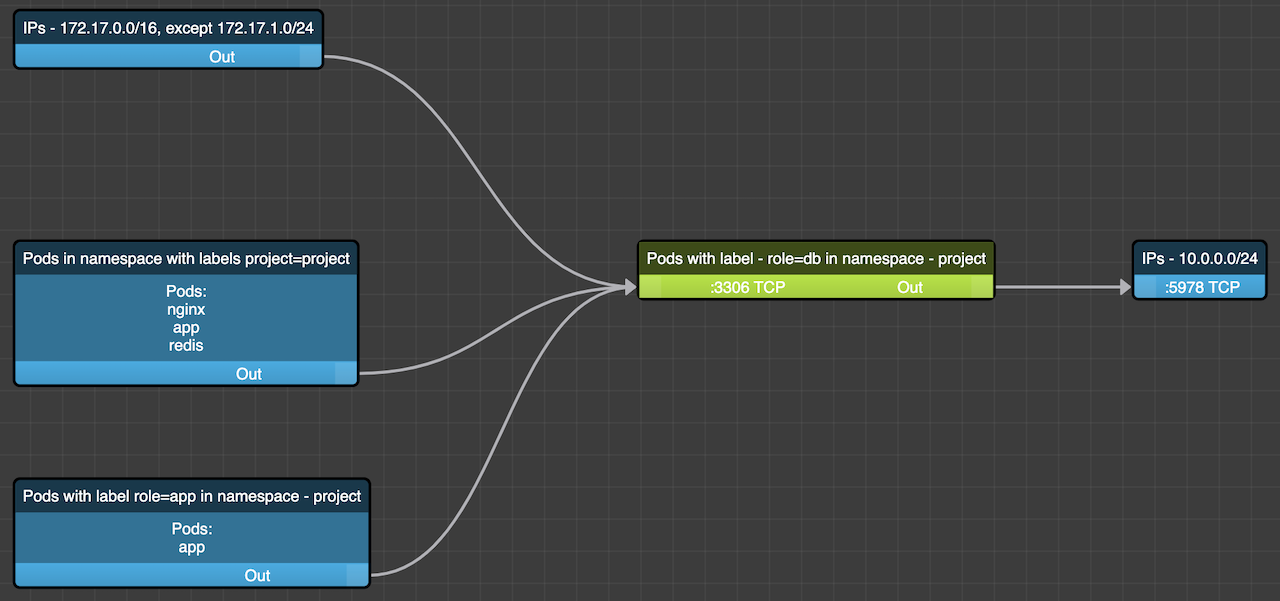 IPs - 172.17.0.0/16, except 172.17.1.0/24
Out
Pods in namespace with labels project=project
Pods:
nginx
app
redis
Out
Pods with label role=app in namespace - project
Pods:
app
Out
Pods with label - role=db in namespace - project
:3306 TCP Out
IPs - 10.0.0.0/24
:5978 TCP